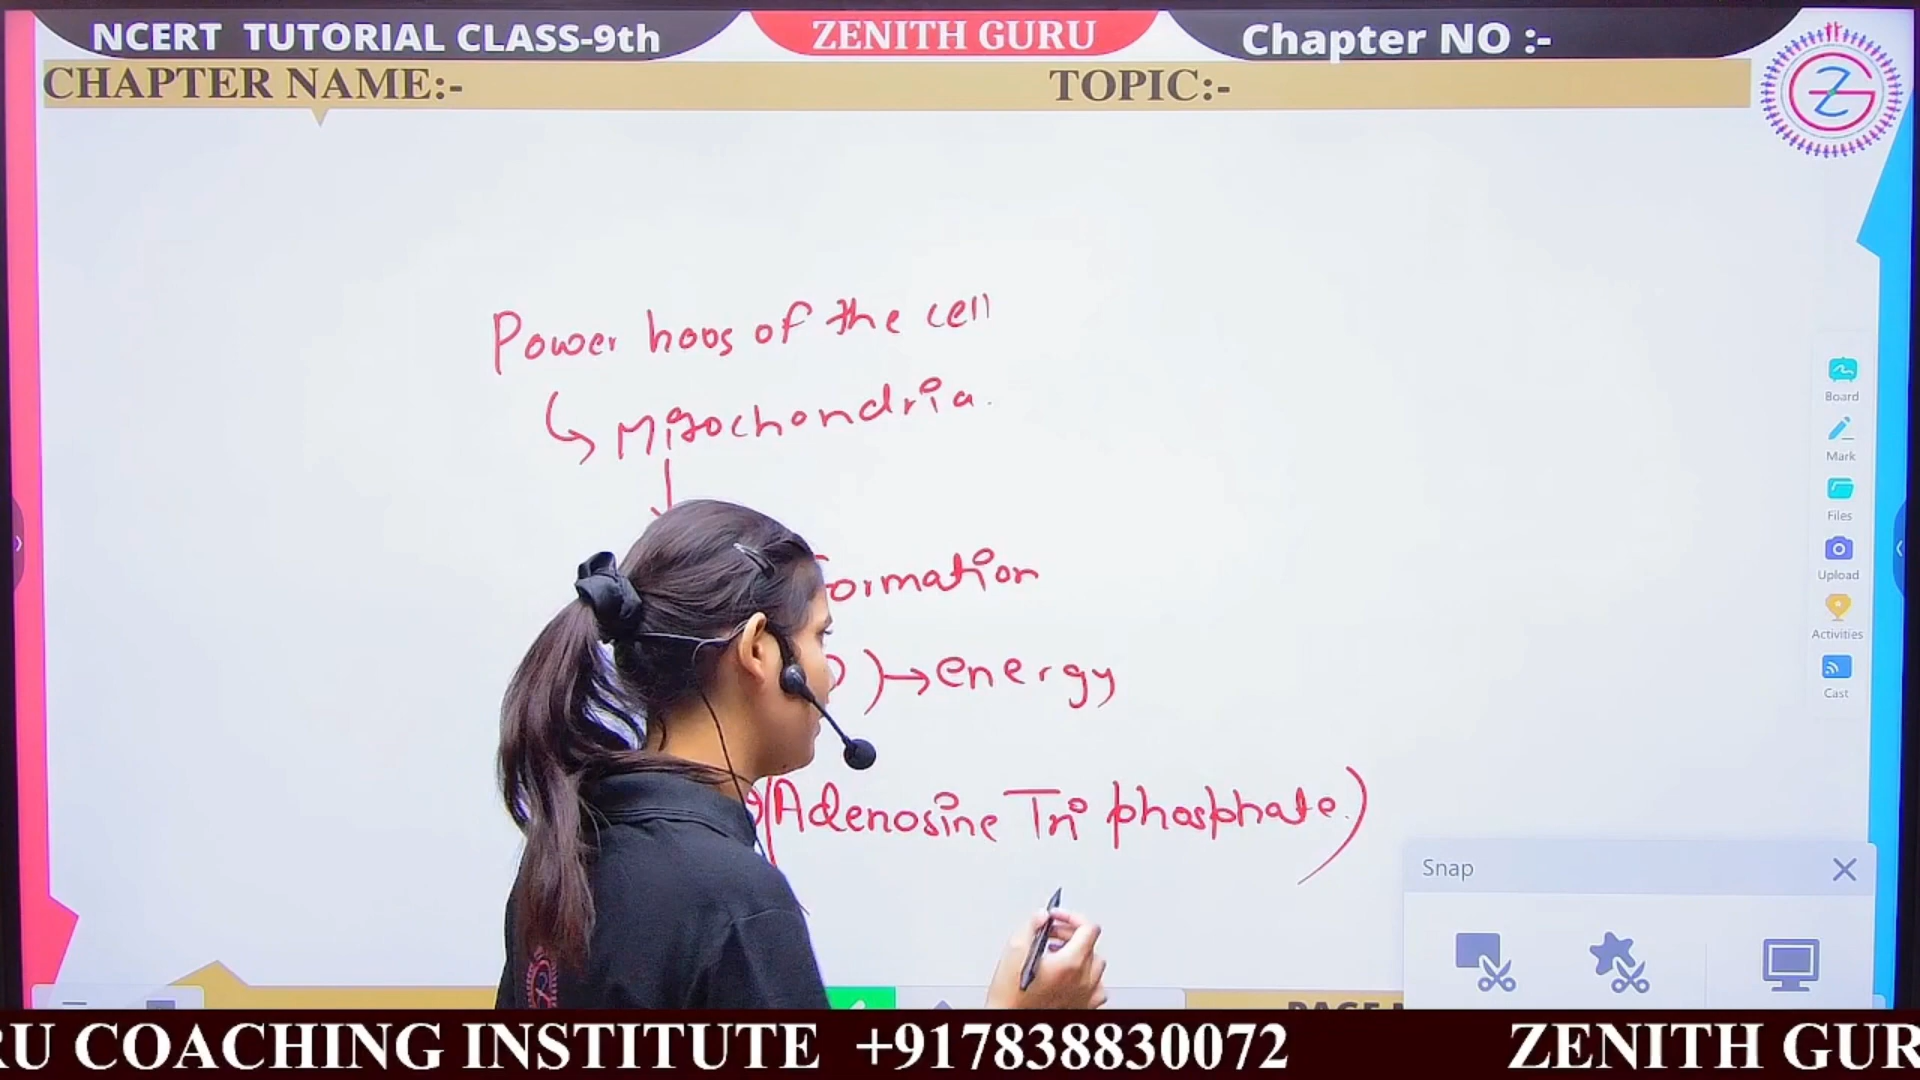 NCERT TUTORIAL CLASS-9th
ZENITH GURU
Chapter NO :-
CHAPTER NAME:-
TOPIC:-
Power hoos of the cell
Mitochondria.
Formation
) → energy
(Adenosine Tri phosphate.)
Board
Mark
Files
Upload
Activities
Cast
Snap
RU COACHING INSTITUTE +917838830072 ZENITH GUR